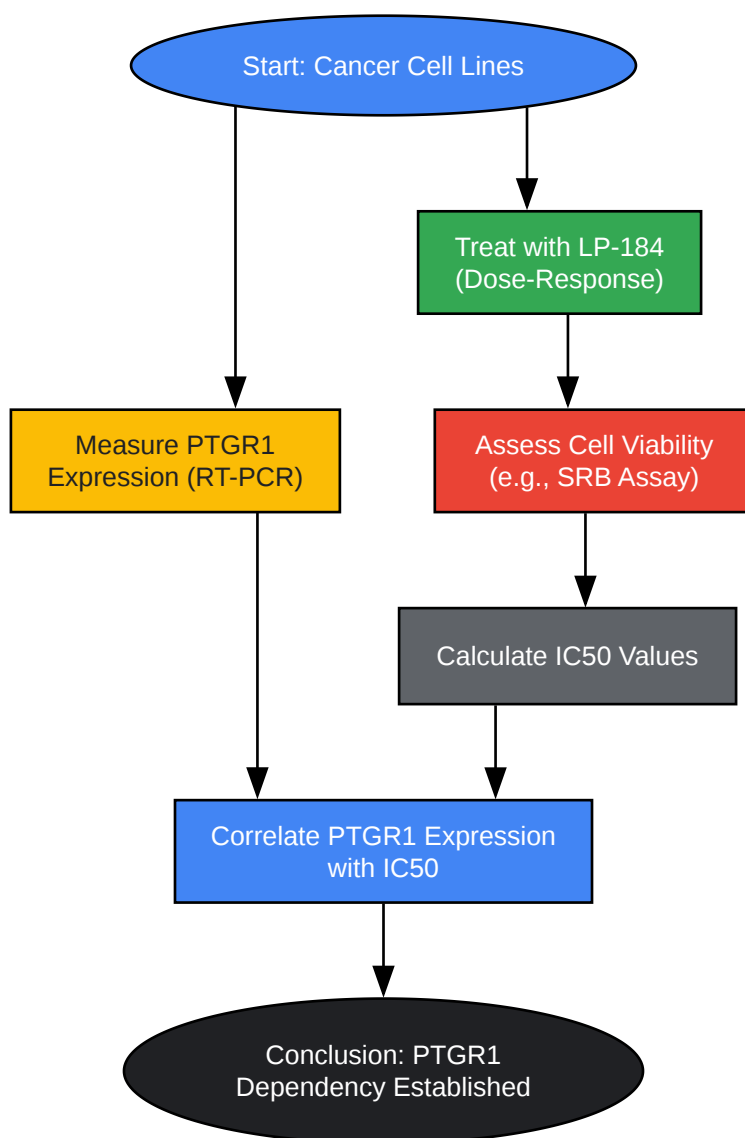 Start: Cancer Cell Lines
Treat with LP-184
(Dose-Response)
Measure PTGR1
Expression (RT-PCR)
Assess Cell Viability
(e.g., SRB Assay)
Calculate IC50 Values
Correlate PTGR1 Expression
with IC50
Conclusion: PTGR1
Dependency Established